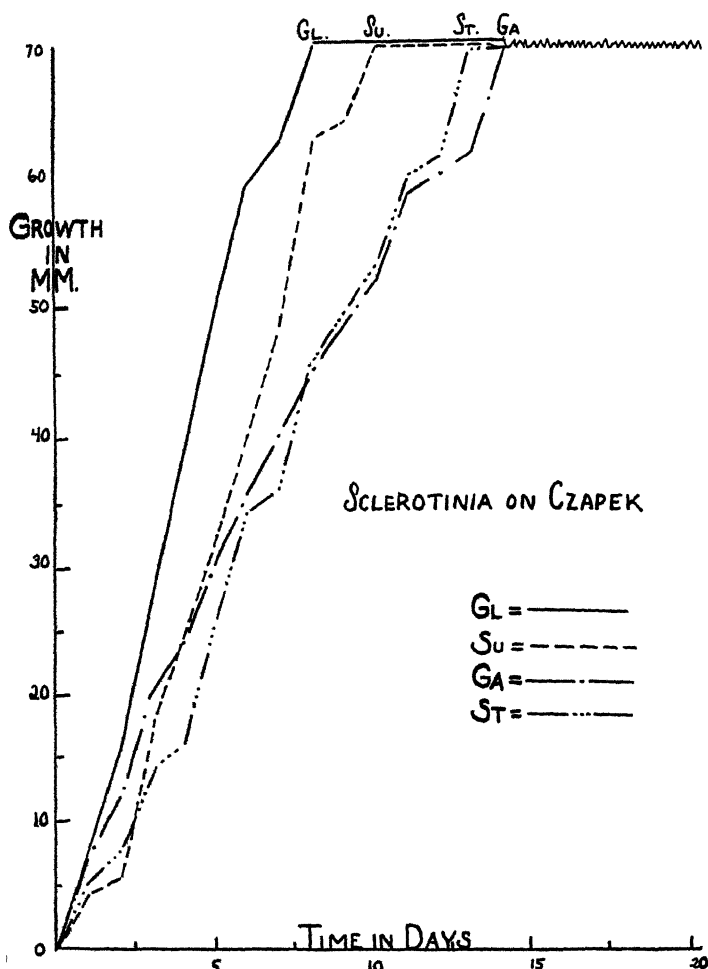 GL. SU. ST. GA
70
60
GROWTH
IN
MM.
50
40
SCLEROTINIA ON CZAPEK
30
GL =
SU =
GA =
20
ST =
10
TIME IN DAYS
0
5 10 15 20